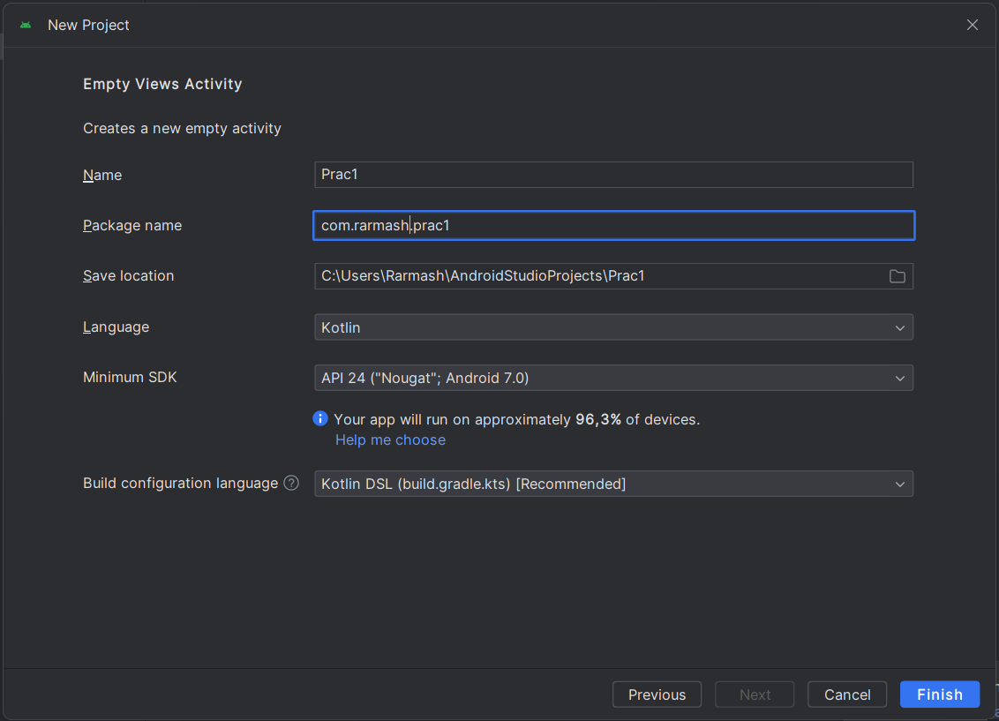 New Project
Empty Views Activity
Creates a new empty activity
Name Prac1
Package name com.rarmash.prac1
Save location C:\Users\Rarmash\AndroidStudioProjects\Prac1
Language Kotlin
Minimum SDK API 24 ("Nougat"; Android 7.0)
Your app will run on approximately 96,3% of devices.
Help me choose
Build configuration language ? Kotlin DSL (build.gradle.kts) [Recommended]
Previous Next Cancel Finish